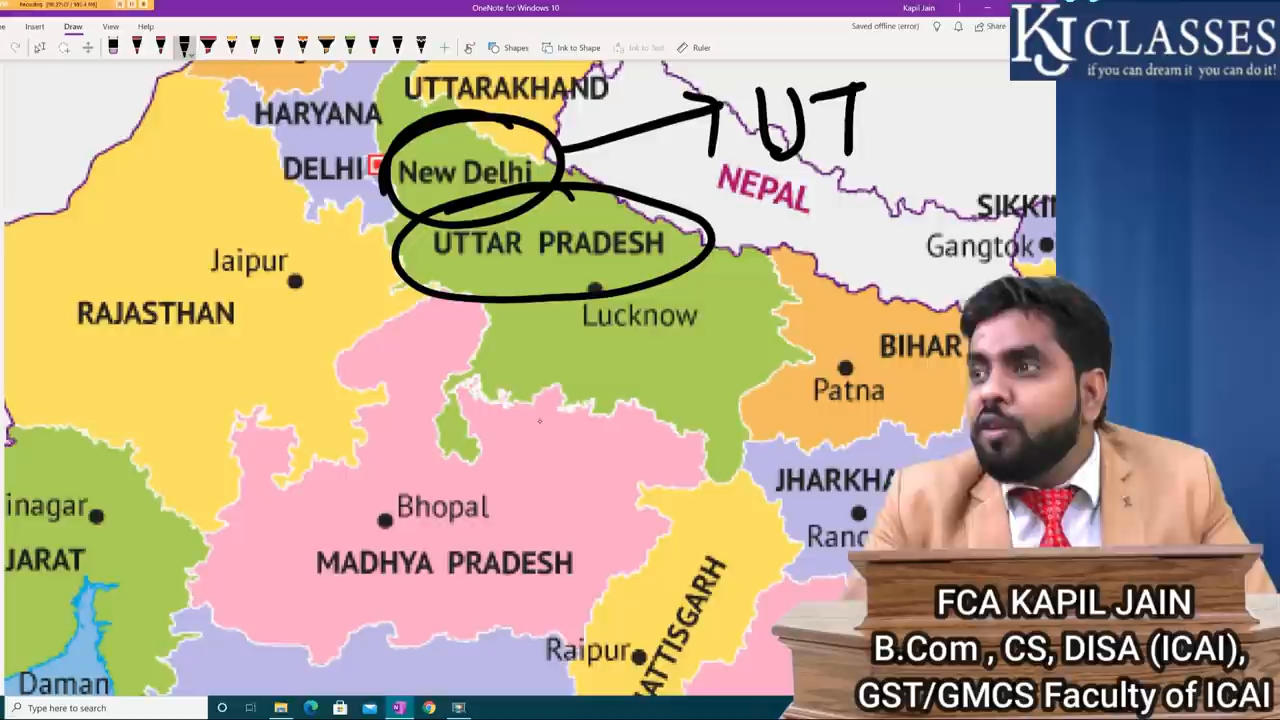 OneNote for Windows 10
Kapil Jain
Insert Draw View Help
Saved offline (error)
Share
Shapes
Ink to Shape
Ink to Text
Ruler
KJ CLASSES
if you can dream it you can do it!
UTTARAKHAND
HARYANA
UT
DELHI
New Delhi
NEPAL
SIKKI
UTTAR PRADESH
Gangtok
Jaipur
RAJASTHAN
Lucknow
BIHAR
Patna
JHARKHA
inagar
Bhopal
Ranc
JARAT
MADHYA PRADESH
ATTISGARH
Raipur
Daman
FCA KAPIL JAIN
B.Com , CS, DISA (ICAI),
GST/GMCS Faculty of ICAI
Type here to search